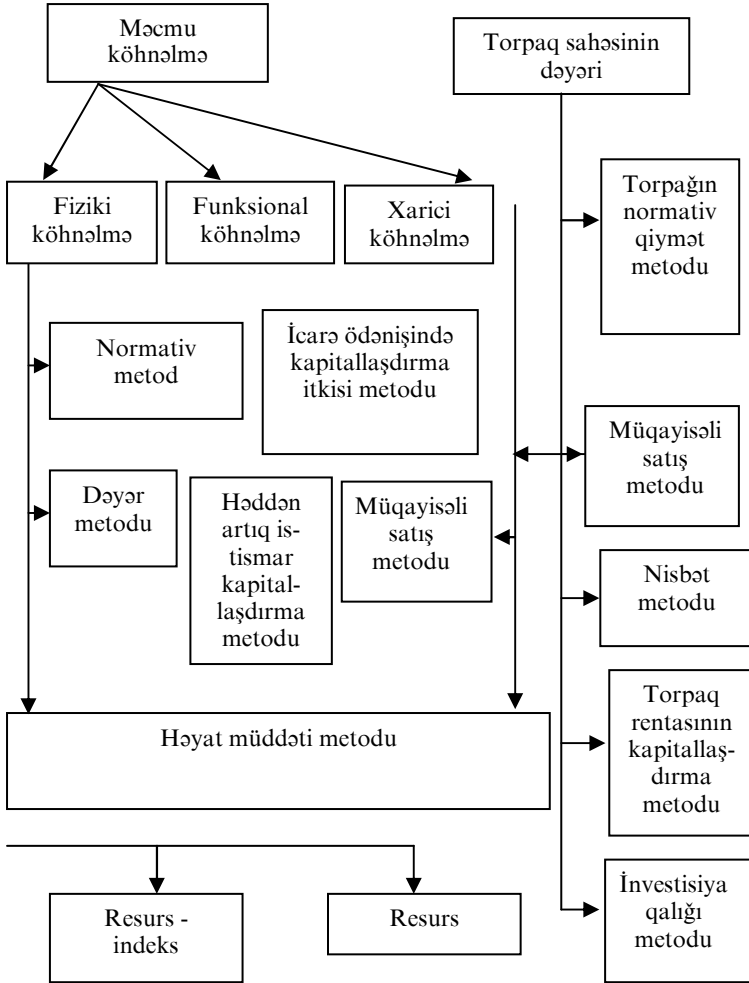 Məcmu
köhnəlmə
Torpaq sahəsinin
dəyəri
Fiziki
köhnəlmə
Funksional
köhnəlmə
Xarici
köhnəlmə
Torpağın
normativ
qiymət
metodu
Normativ
metod
İcarə ödənişində
kapitallaşdırma
itkisi metodu
Müqayisəli
satış
metodu
Dəyər
metodu
Həddən
artıq is-
tismar
kapital-
laşdırma
metodu
Müqayisəli
satış
metodu
Nisbət
metodu
Həyat müddəti metodu
Torpaq
rentasının
kapitallaş-
dırma
metodu
Resurs -
indeks
Resurs
İnvestisiya
qalığı
metodu